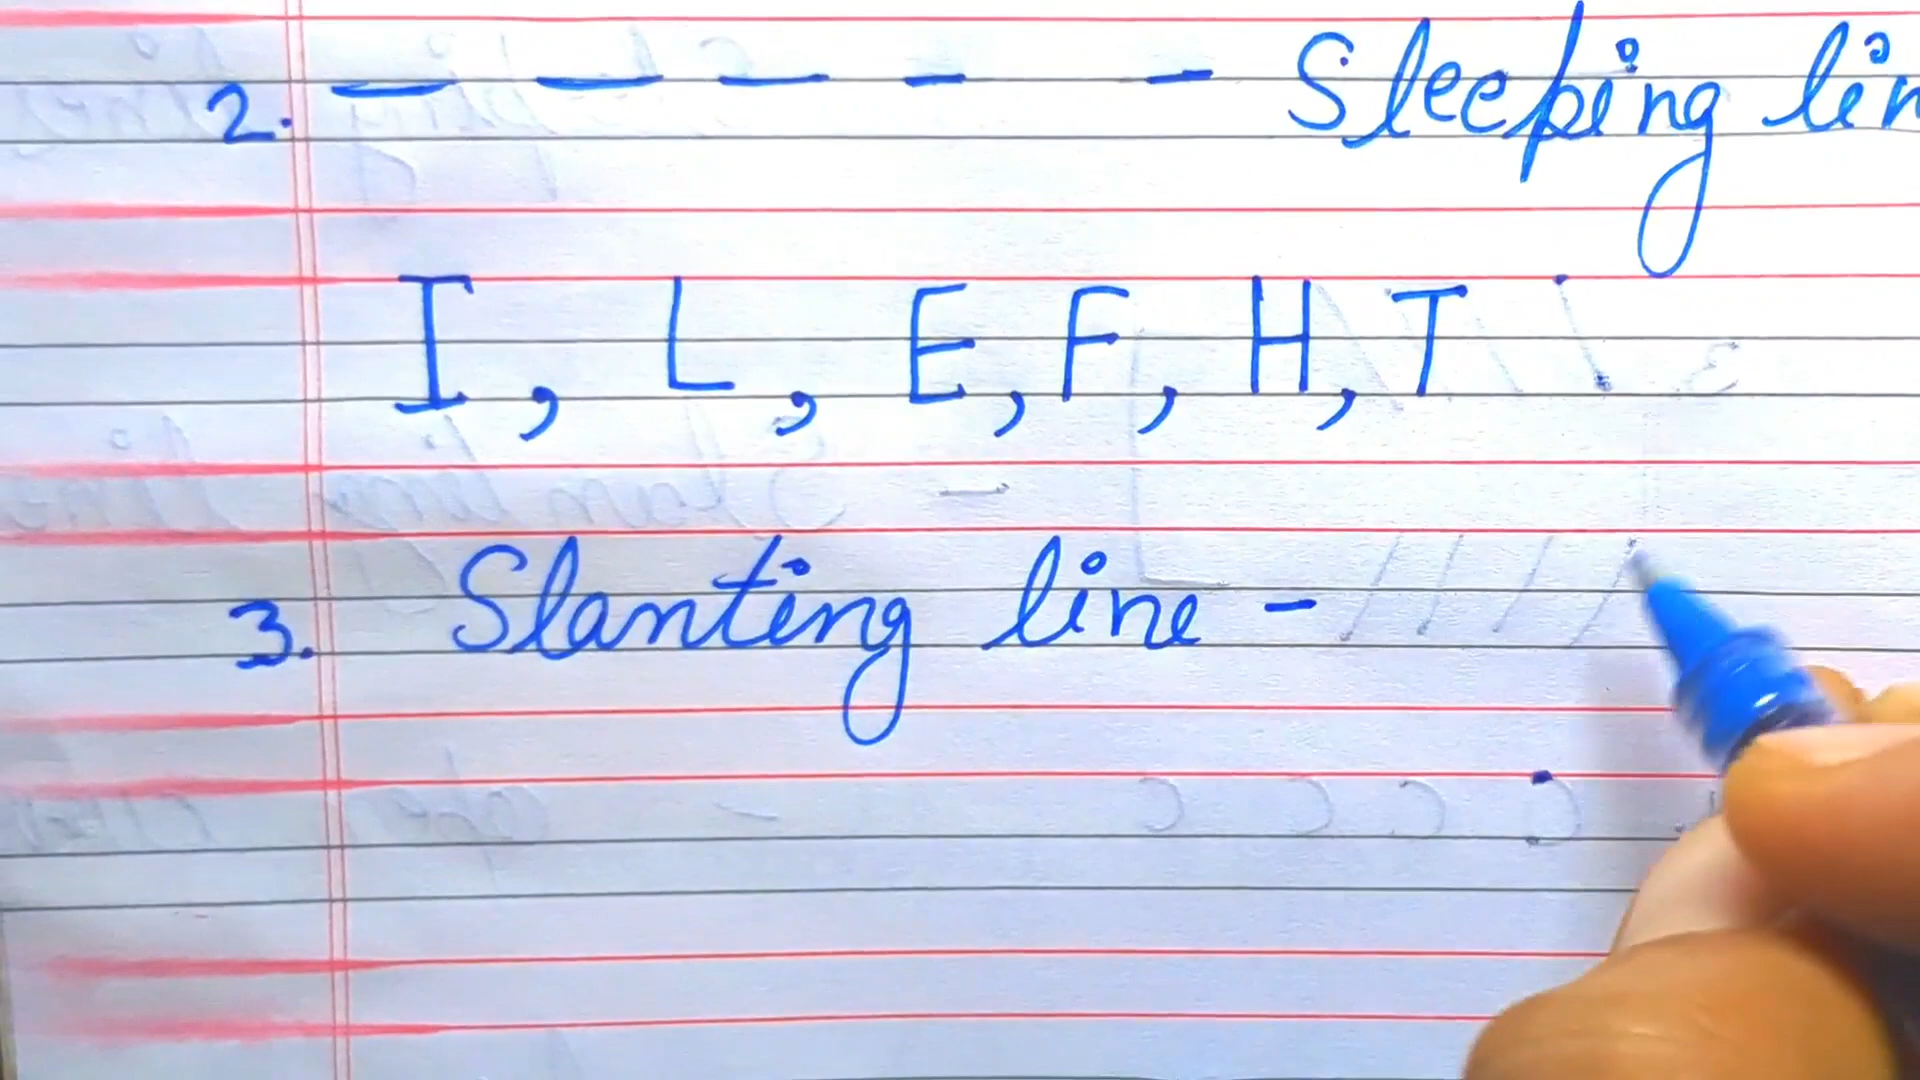 2. — — — - - Sleeping lin
I, L, E, F, H, T
3. Slanting line -